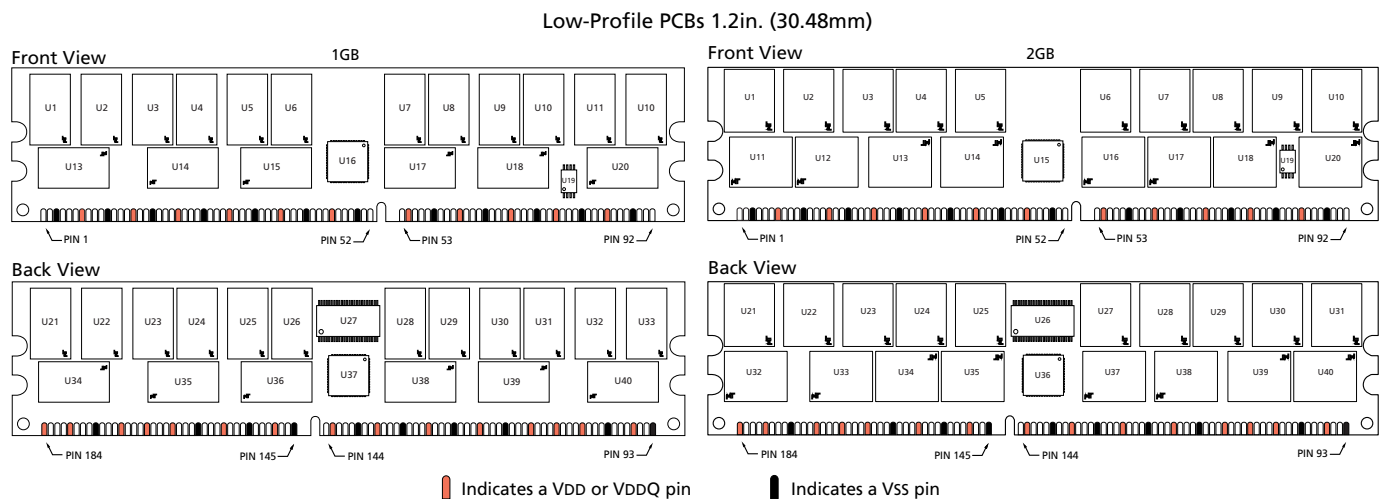 Low-Profile PCBs 1.2in. (30.48mm)
Front View
1GB
U1 U2 U3 U4 U5 U6 U7 U8 U9 U10 U11 U10
U13 U14 U15 U16 U17 U18 U19 U20
PIN 1 PIN 52 PIN 53 PIN 92
Back View
U21 U22 U23 U24 U25 U26 U27 U28 U29 U30 U31 U32 U33
U34 U35 U36 U37 U38 U39 U40
PIN 184 PIN 145 PIN 144 PIN 93
Front View
2GB
U1 U2 U3 U4 U5 U6 U7 U8 U9 U10
U11 U12 U13 U14 U15 U16 U17 U18 U19 U20
PIN 1 PIN 52 PIN 53 PIN 92
Back View
U21 U22 U23 U24 U25 U26 U27 U28 U29 U30 U31
U32 U33 U34 U35 U36 U37 U38 U39 U40
PIN 184 PIN 145 PIN 144 PIN 93
Indicates a VDD or VDDQ pin
Indicates a VSS pin